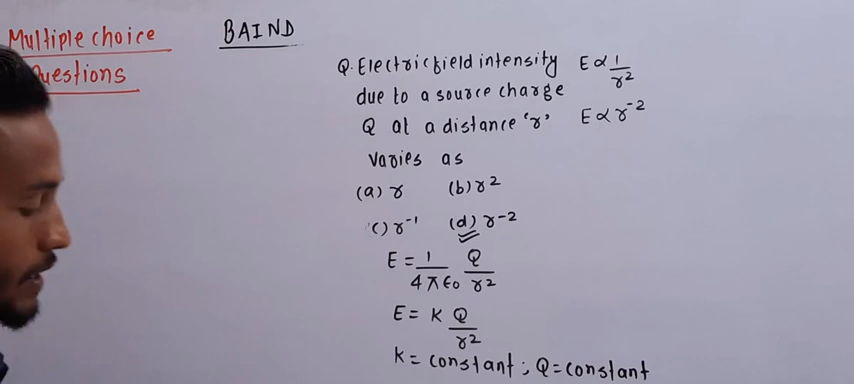 Multiple choice
Questions
BAIND
Q. Electric field intensity
due to a source charge
Q at a distance 'r'
varies as
(a) r (b) r²
(c) r⁻¹ (d) r⁻²
E = 1/4πϵ₀ Q/r²
E = K Q/r²
K = constant ; Q = constant
E ∝ 1/r²
E ∝ r⁻²